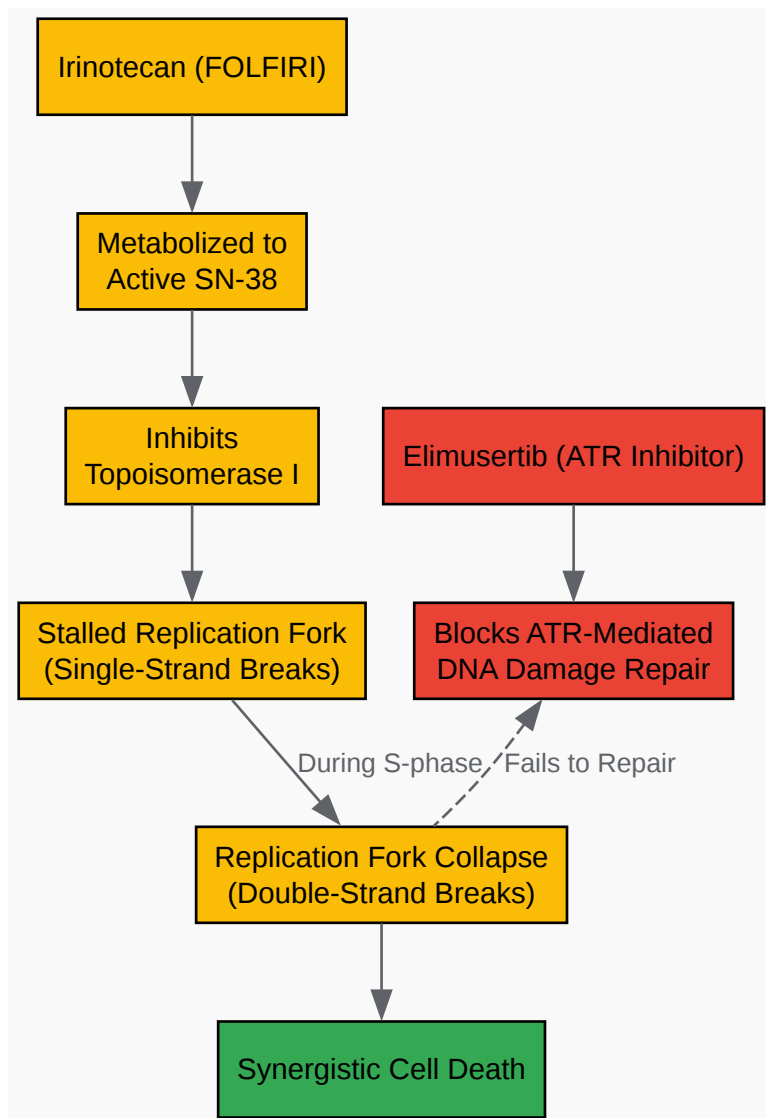 Irinotecan (FOLFIRI)
Metabolized to
Active SN-38
Inhibits
Topoisomerase I
Elimusertib (ATR Inhibitor)
Stalled Replication Fork
(Single-Strand Breaks)
Blocks ATR-Mediated
DNA Damage Repair
During S-phase
Fails to Repair
Replication Fork Collapse
(Double-Strand Breaks)
Synergistic Cell Death